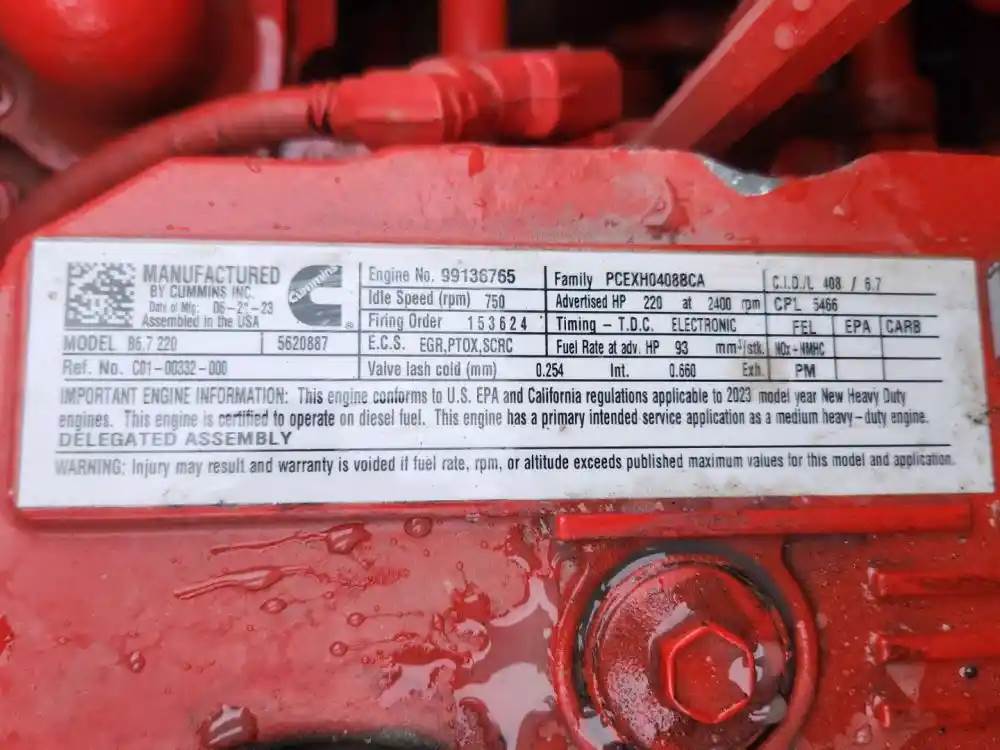 MANUFACTURED
BY CUMMINS INC.
Date of Mfg:
Assembled in the USA
Cummins
®
MODEL B6.7 220 5620887
Ref. No. C01-00332-000
Engine No. 99136765
Idle Speed (rpm) 750
Firing Order 153624
E.C.S. EGR,PTOX,SCRC
Valve lash cold (mm) 0.254 Int. 0.660 Exh.
Family PCEXH0408BCA
Advertised HP 220 at 2400 rpm
Timing - T.D.C. ELECTRONIC
Fuel Rate at adv. HP 93 mm³/stk.
C.I.D./L 408 / 6.7
CPL 5466
FEL EPA CARB
NOx-NMHC
PM
IMPORTANT ENGINE INFORMATION: This engine conforms to U.S. EPA and California regulations applicable to 2023 model year New Heavy Duty
engines. This engine is certified to operate on diesel fuel. This engine has a primary intended service application as a medium heavy-duty engine.
DELEGATED ASSEMBLY
WARNING: Injury may result and warranty is voided if fuel rate, rpm, or altitude exceeds published maximum values for this model and application.